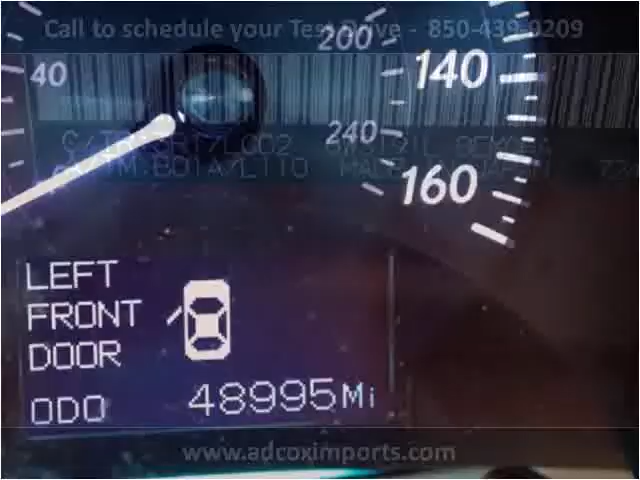 Call to schedule your Test Drive - 850-439-9209
200
140
40
240
160
LEFT
FRONT
DOOR
ODO 48995Mi
www.adcoximports.com